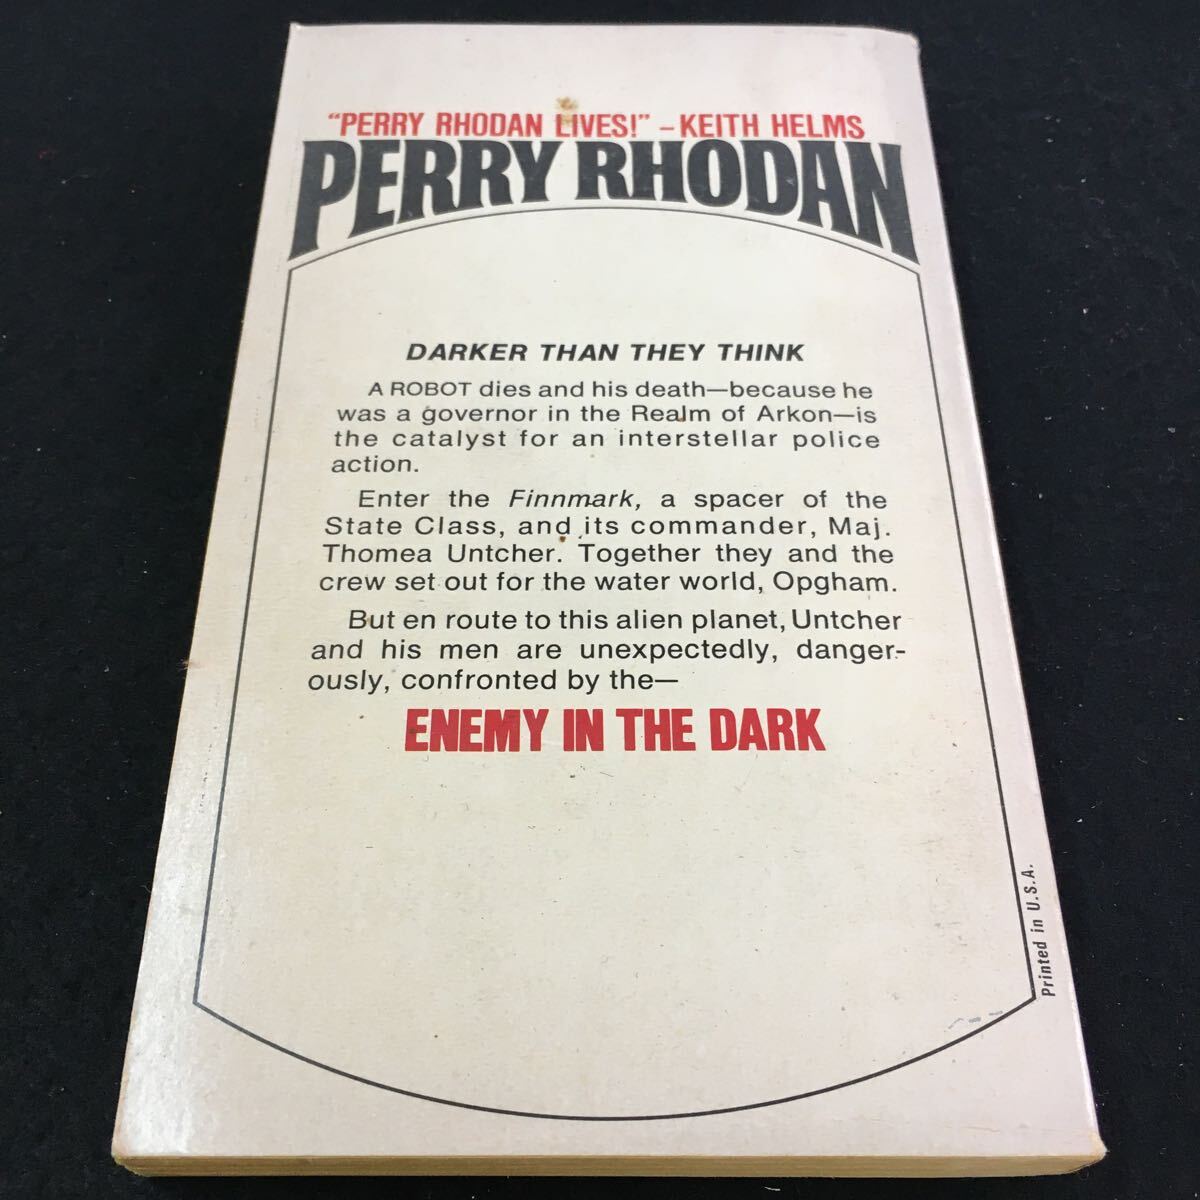 "PERRY RHODAN LIVES!" – KEITH HELMS
PERRY RHODAN
DARKER THAN THEY THINK
A ROBOT dies and his death—because he
was a governor in the Realm of Arkon—is
the catalyst for an interstellar police
action.
Enter the Finnmark, a spacer of the
State Class, and its commander, Maj.
Thomea Untcher. Together they and the
crew set out for the water world, Opgham.
But en route to this alien planet, Untcher
and his men are unexpectedly, danger-
ously, confronted by the—
ENEMY IN THE DARK
Printed in U.S.A.